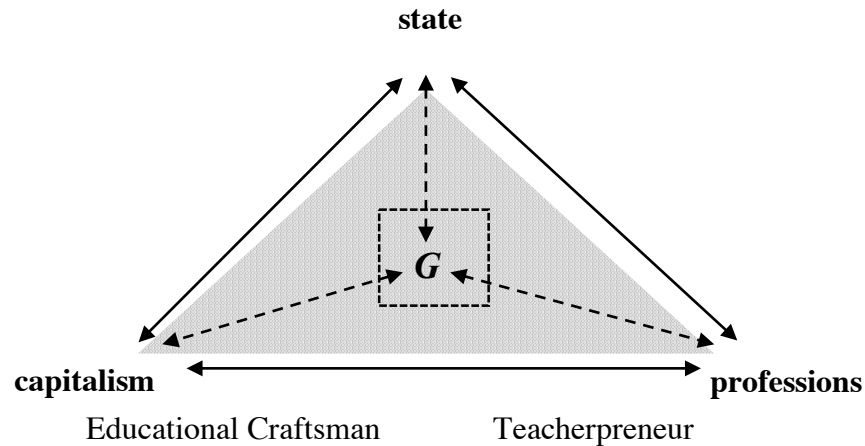 state
G
capitalism professions
Educational Craftsman Teacherpreneur